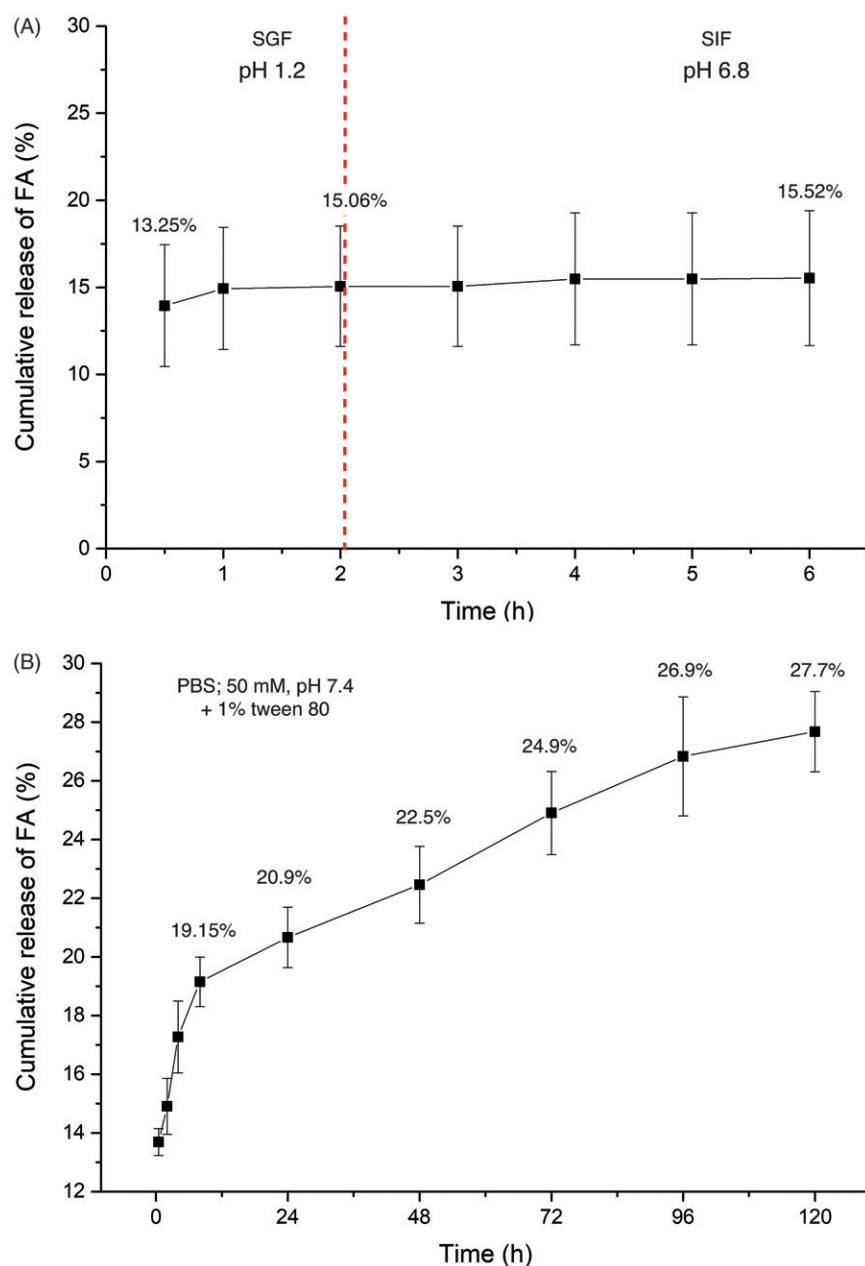 (A)
SGF
pH 1.2
SIF
pH 6.8
13.25%
15.06%
15.52%
Cumulative release of FA (%)
30
25
20
15
10
5
0
0 1 2 3 4 5 6
Time (h)
(B)
PBS; 50 mM, pH 7.4
+ 1% tween 80
19.15%
20.9%
22.5%
24.9%
26.9%
27.7%
Cumulative release of FA (%)
30
28
26
24
22
20
18
16
14
12
0 24 48 72 96 120
Time (h)